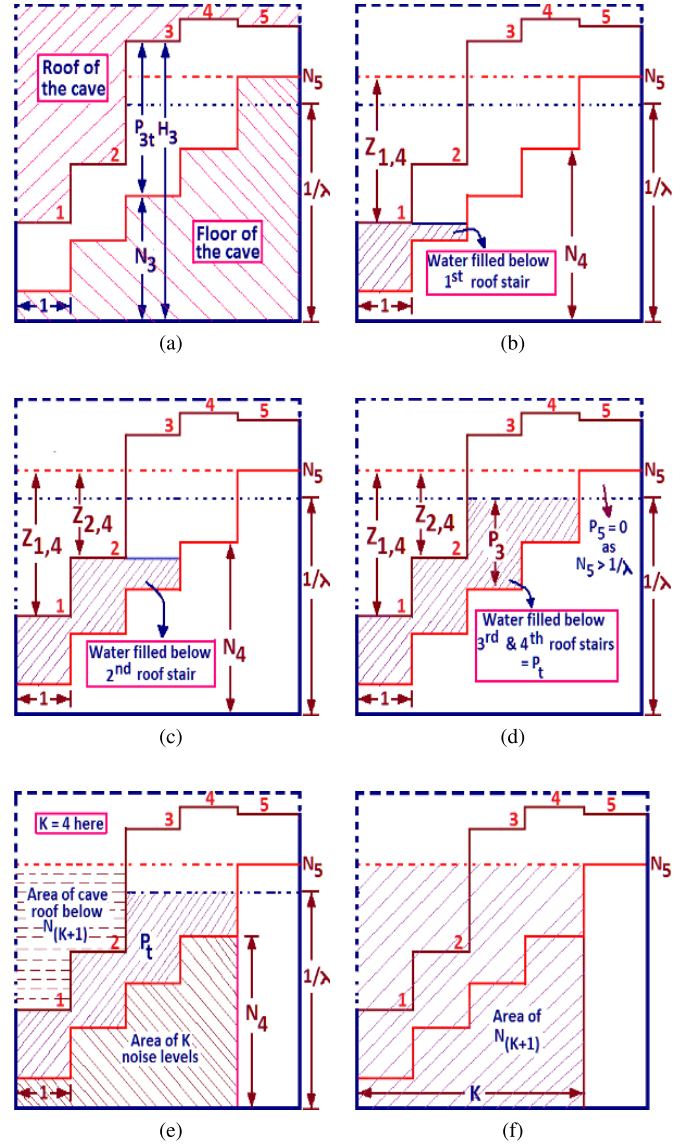 4
3
5
Roof of
the cave
N5
P3t H3
2
1/λ
1
Floor of
the cave
N3
1
(a)
4
3
5
N5
Z1,4
2
1/λ
1
N4
Water filled below
1st roof stair
1
(b)
4
3
5
N5
Z2,4
Z1,4
2
1/λ
1
N4
Water filled below
2nd roof stair
1
(c)
4
3
5
N5
Z2,4
Z1,4
P3
P5=0
as
N5 > 1/λ
2
1/λ
1
Water filled below
3rd & 4th roof stairs
= Pt
1
(d)
4
K = 4 here
3
5
N5
Area of cave
roof below
N(K+1)
2
Pt
1/λ
1
N4
Area of K
noise levels
1
(e)
4
3
5
N5
2
1
Area of
N(K+1)
K
(f)